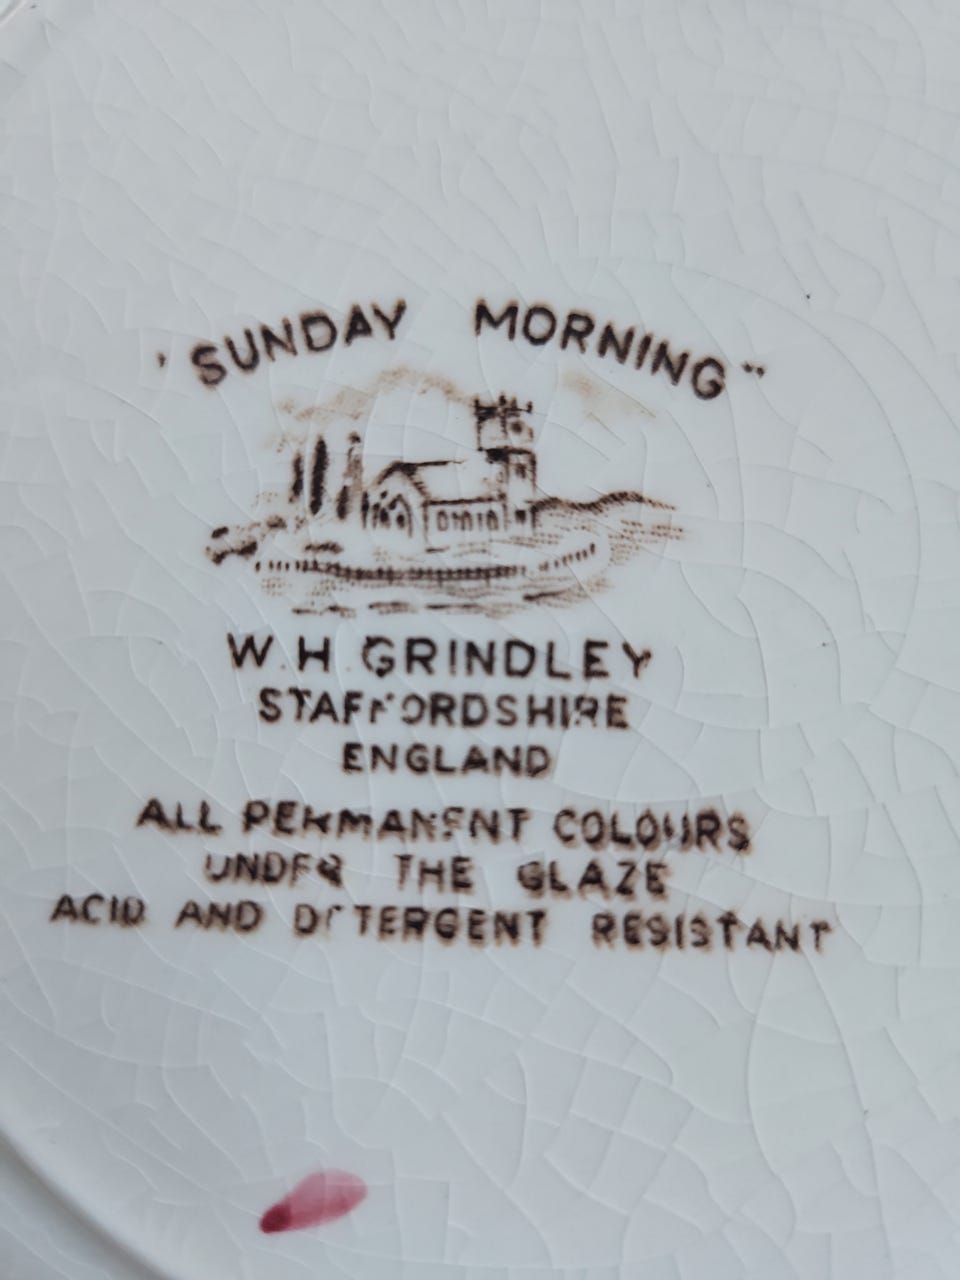 'SUNDAY MORNING"
W.H.GRINDLEY
STAFFORDSHIRE
ENGLAND
ALL PERMANENT COLOURS
UNDER THE GLAZE
ACID AND DETERGENT RESISTANT